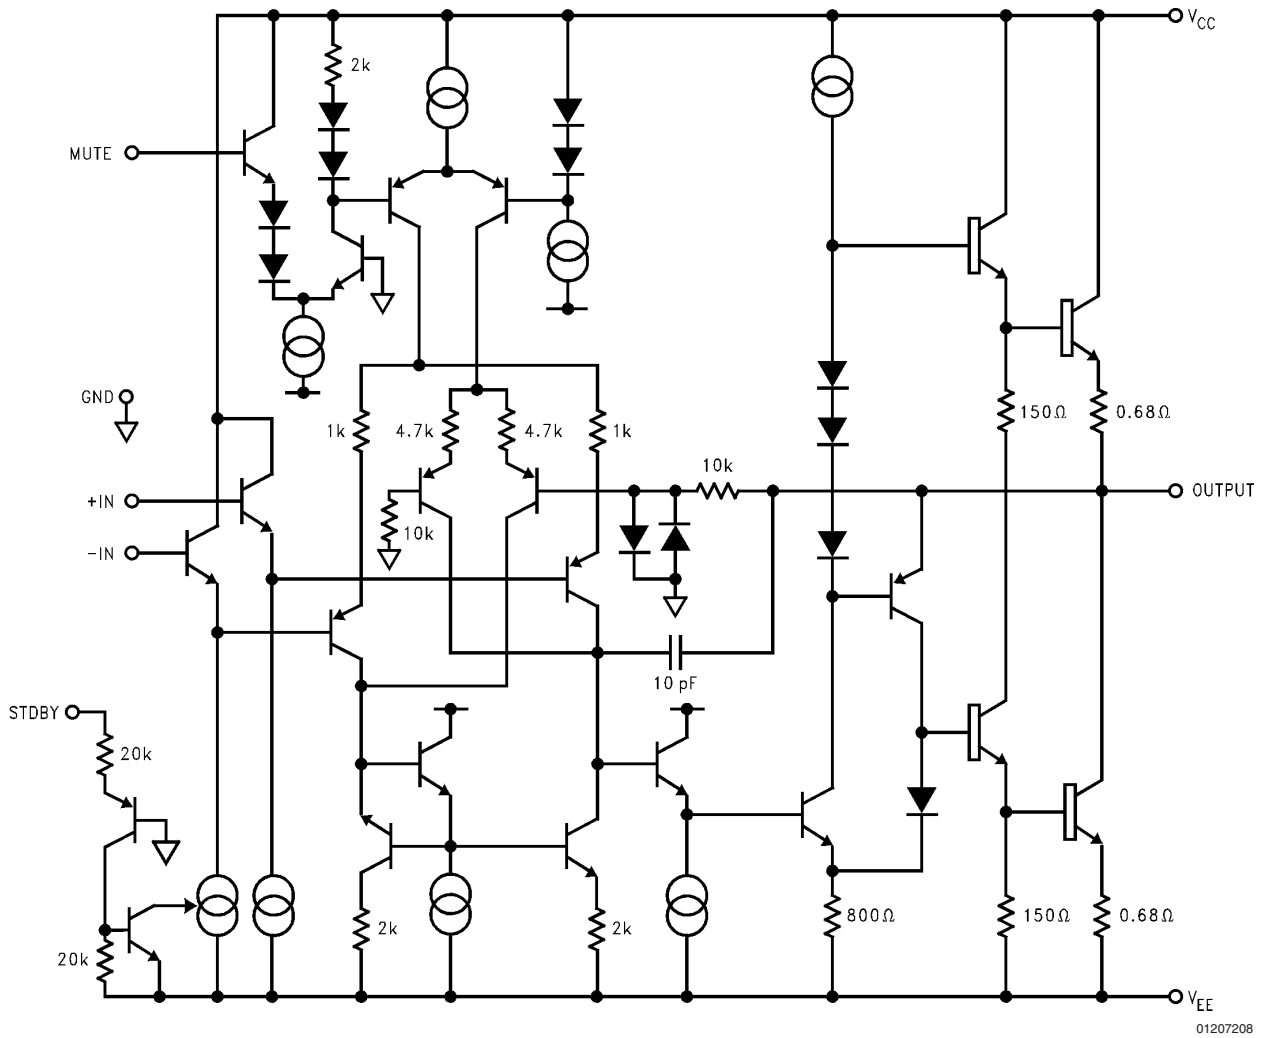 VCC
2k
MUTE
GND
1k
4.7k
4.7k
1k
150Ω
0.68Ω
10k
OUTPUT
+IN
10k
-IN
10 pF
STDBY
20k
2k
2k
800Ω
150Ω
0.68Ω
20k
VEE
01207208